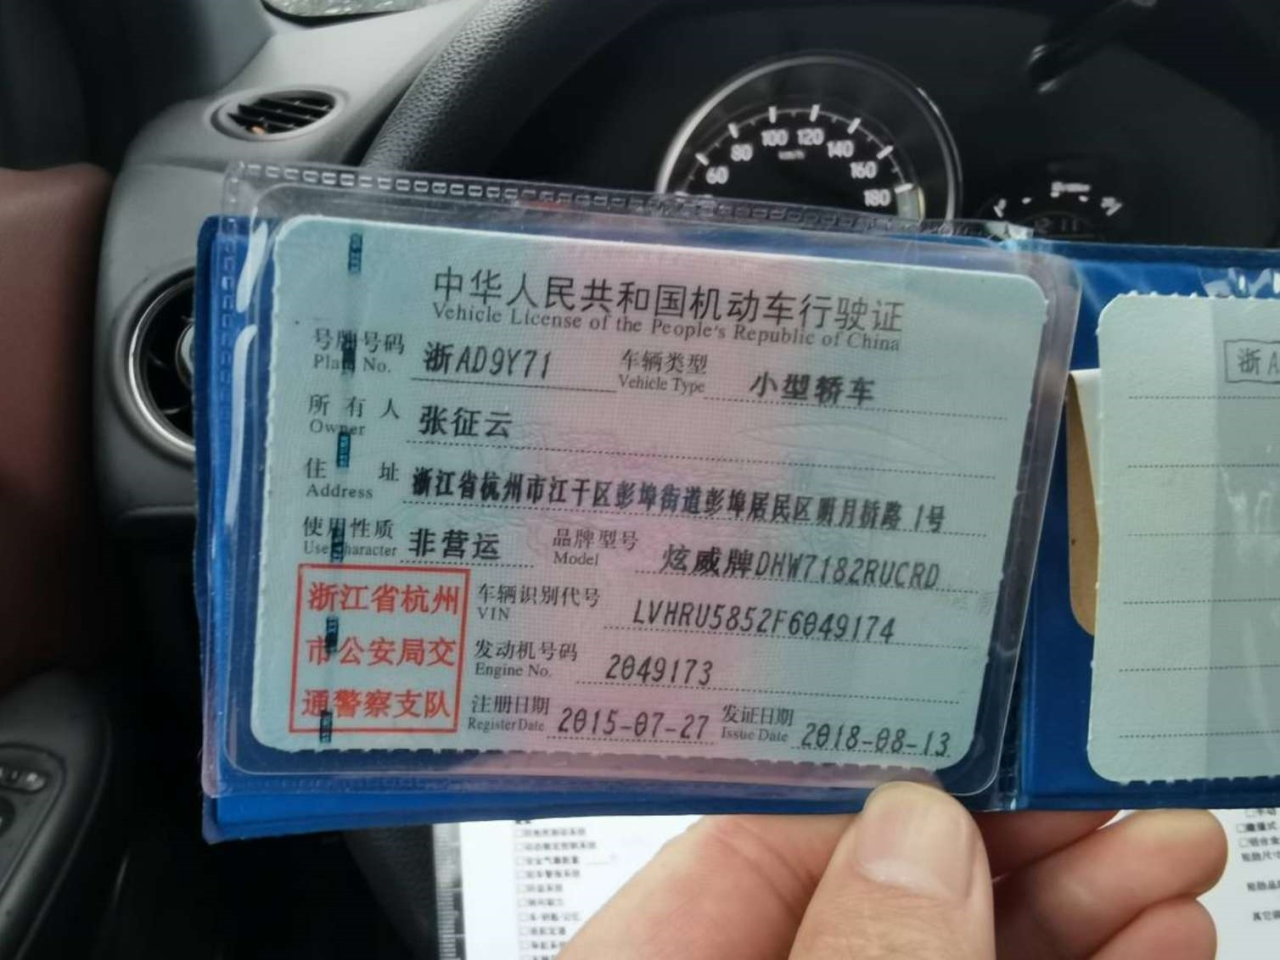 60 80 100 120 140 160 180
km/h
中华人民共和国机动车行驶证
Vehicle License of the People's Republic of China
号牌号码 浙AD9Y71 车辆类型 小型轿车
Plate No. Vehicle Type
所有人 张征云
Owner
住址 浙江省杭州市江干区彭埠街道彭埠居民区明月桥路 1号
Address
使用性质 非营运 品牌型号 炫威牌DHW7182RUCRD
Use Character Model
浙江省杭州
市公安局交
通警察支队
车辆识别代号 LVHRU5852F6049174
VIN
发动机号码 2049173
Engine No.
注册日期 2015-07-27 发证日期 2018-08-13
Register Date Issue Date
浙A